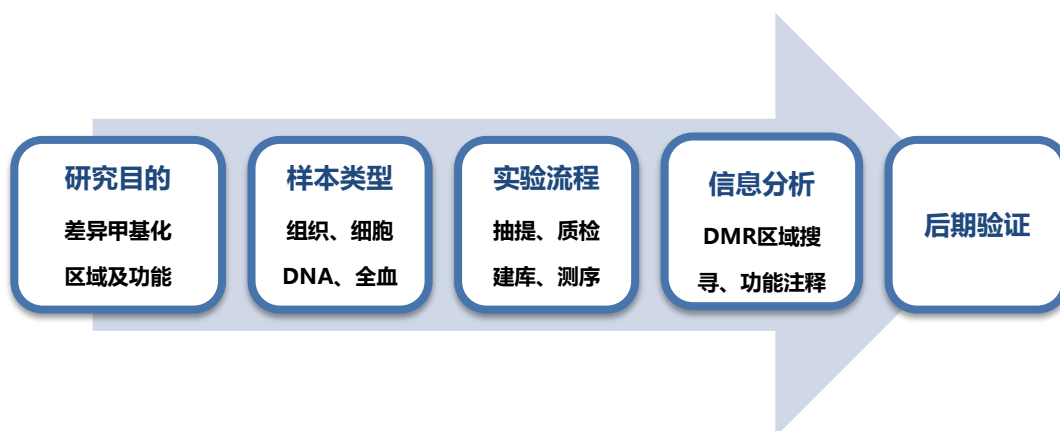 研究目的
差异甲基化
区域及功能
样本类型
组织、细胞
DNA、全血
实验流程
抽提、质检
建库、测序
信息分析
DMR区域搜
寻、功能注释
后期验证